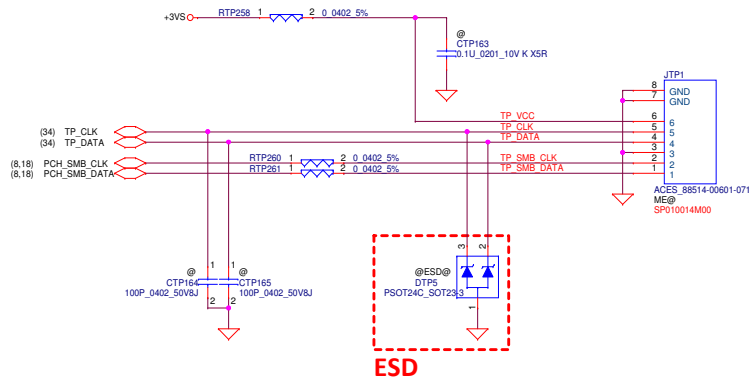 +3VS RTP258 1 2 0_0402_5%
@
CTP163
0.1U_0201_10V K X5R
JTP1
8 GND
7 GND
TP_VCC 6 6
(34) TP_CLK TP_CLK 5 5
(34) TP_DATA TP_DATA 4 4
3 3
(8,18) PCH_SMB_CLK RTP260 1 2 0_0402_5% TP_SMB_CLK 2 2
(8,18) PCH_SMB_DATA RTP261 1 2 0_0402_5% TP_SMB_DATA 1 1
ACES_88514-00601-071
ME@
SP010014M00
3 2
@ @ @ESD@
1 1
CTP164 CTP165 DTP5
100P_0402_50V8J 100P_0402_50V8J PSOT24C_SOT23-3
2 2
1
ESD